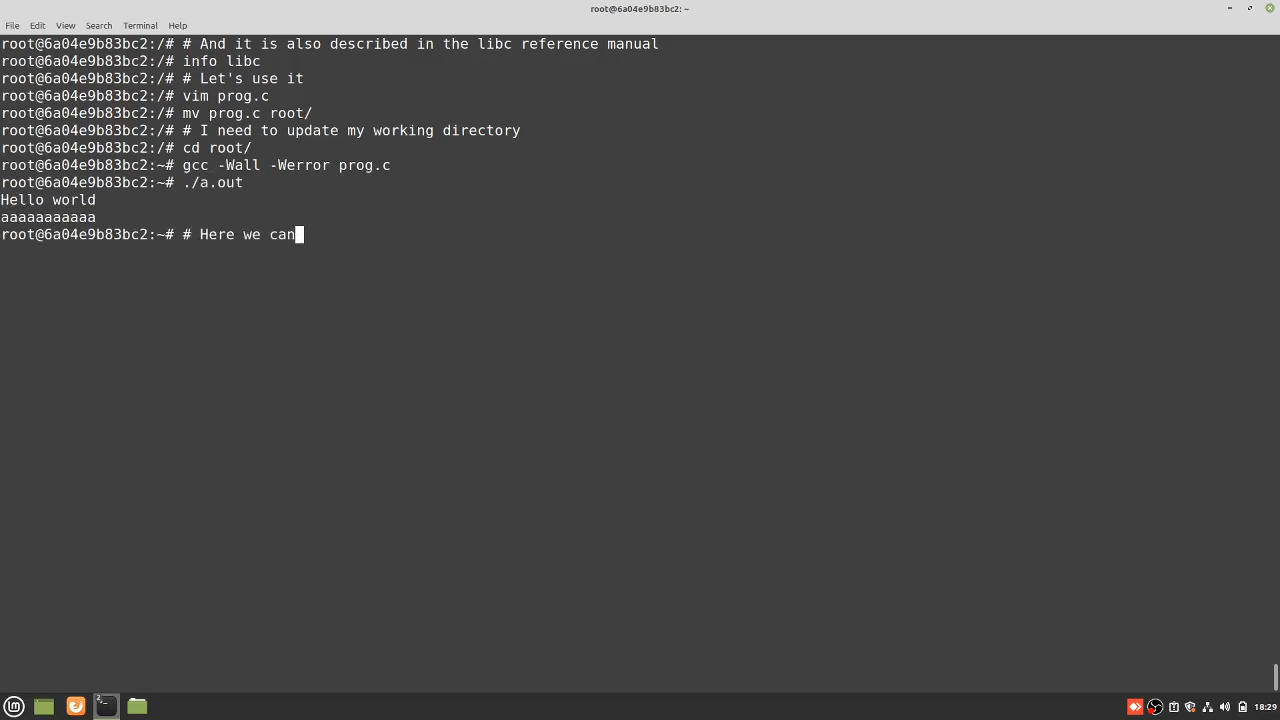 root@6a04e9b83bc2: ~
File Edit View Search Terminal Help
root@6a04e9b83bc2:/# # And it is also described in the libc reference manual
root@6a04e9b83bc2:/# info libc
root@6a04e9b83bc2:/# # Let's use it
root@6a04e9b83bc2:/# vim prog.c
root@6a04e9b83bc2:/# mv prog.c root/
root@6a04e9b83bc2:/# # I need to update my working directory
root@6a04e9b83bc2:/# cd root/
root@6a04e9b83bc2:~# gcc -Wall -Werror prog.c
root@6a04e9b83bc2:~# ./a.out
Hello world
aaaaaaaaaaa
root@6a04e9b83bc2:~# # Here we can
18:29